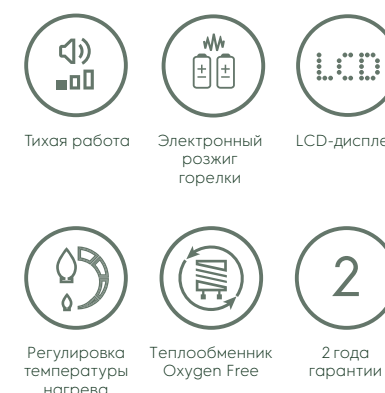 LCD
Тихая работа
Электронный
розжиг
горелки
LCD-диспле
2
Регулировка
температуры
нагрева
Теплообменник
Oxygen Free
2 года
гарантии